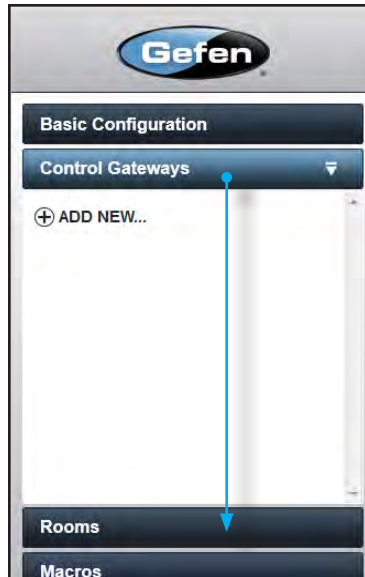 Gefen
Basic Configuration
Control Gateways
ADD NEW...
Rooms
Macros